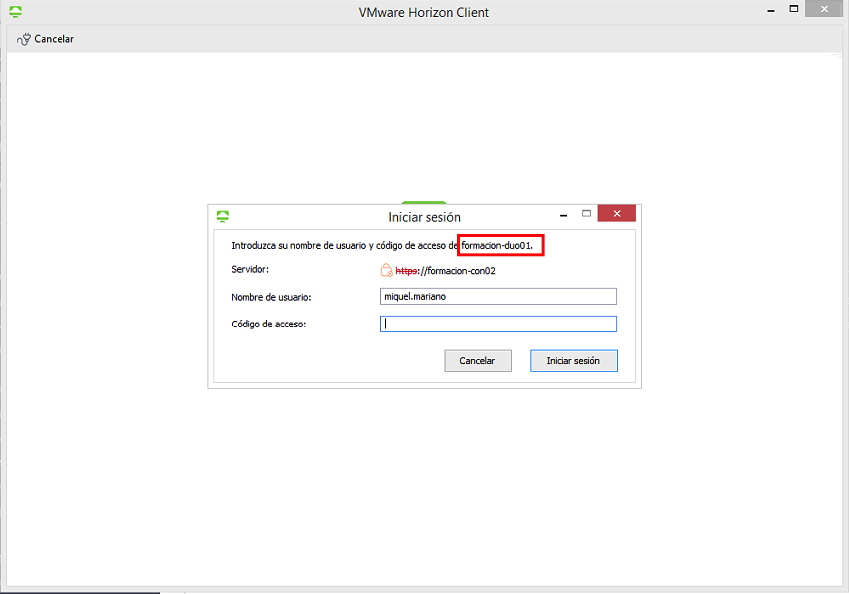 VMware Horizon Client
Cancelar
Iniciar sesión
Introduzca su nombre de usuario y código de acceso de formacion-duo01.
Servidor: https://formacion-con02
Nombre de usuario: miquel.mariano
Código de acceso:
Cancelar Iniciar sesión